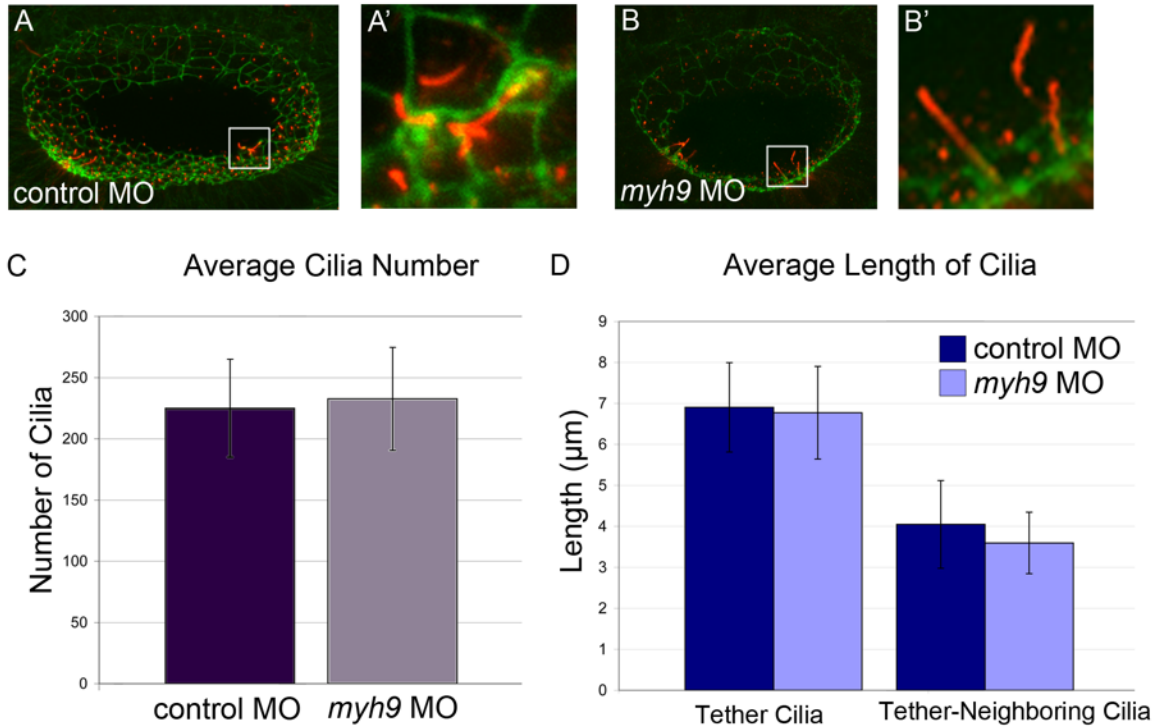 A
control MO
A'
B
myh9 MO
B'
C
Average Cilia Number
Number of Cilia
300
250
200
150
100
50
0
control MO
myh9 MO
D
Average Length of Cilia
Length (µm)
9
8
7
6
5
4
3
2
1
0
control MO
myh9 MO
Tether Cilia
Tether-Neighboring Cilia